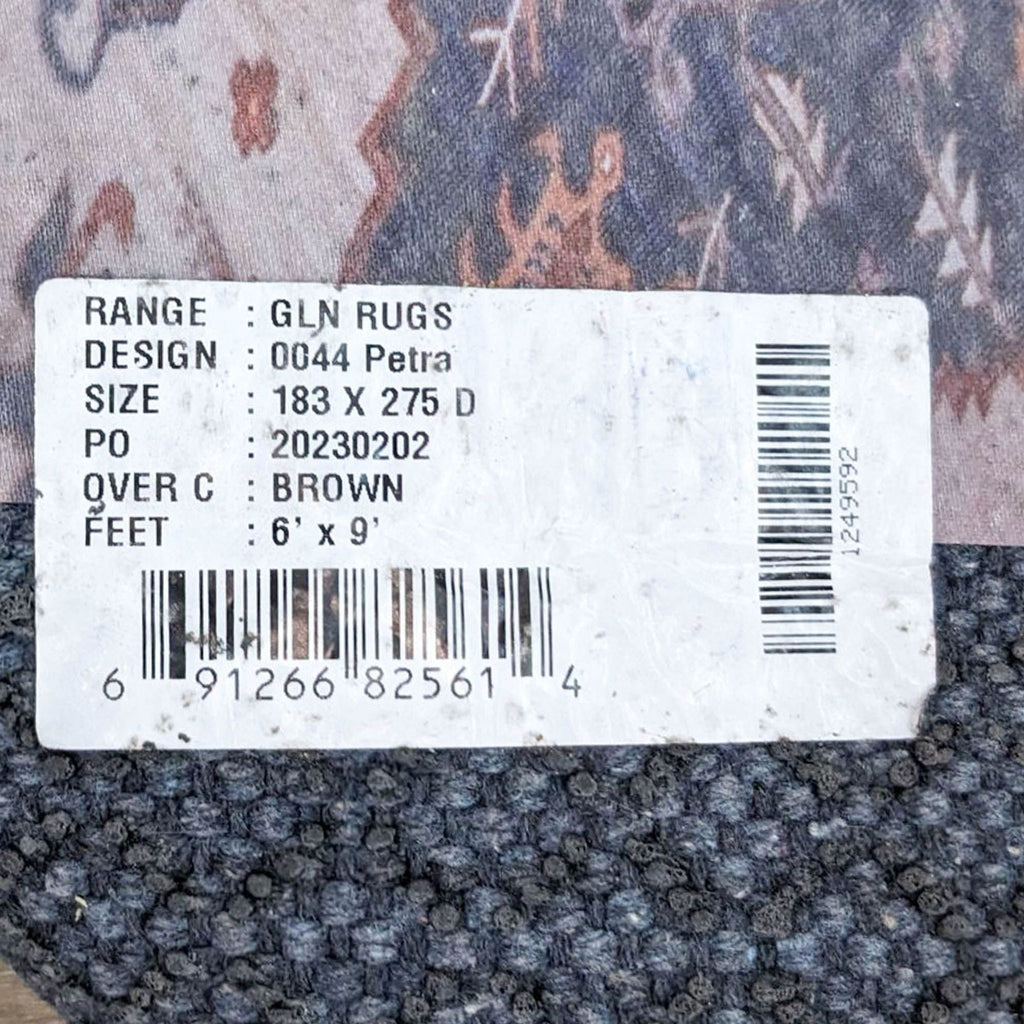 RANGE : GLN RUGS
DESIGN : 0044 Petra
SIZE : 183 X 275 D
PO : 20230202
OVER C : BROWN
FEET : 6' x 9'
6 91266 82561 4
1249592